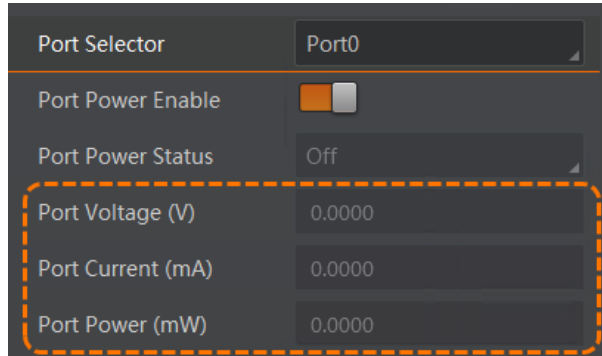 Port Selector Port0
Port Power Enable
Port Power Status Off
Port Voltage (V) 0.0000
Port Current (mA) 0.0000
Port Power (mW) 0.0000